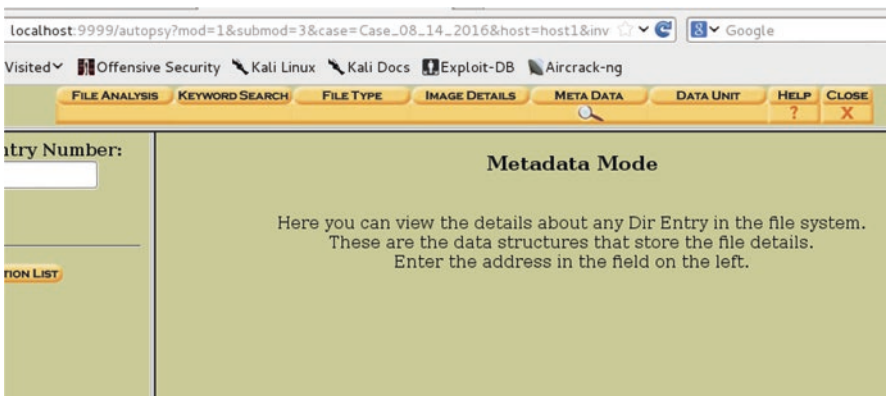 localhost:9999/autopsy?mod=1&submod=3&case=Case_08_14_2016&host=host1&inv Google
Visited Offensive Security Kali Linux Kali Docs Exploit-DB Aircrack-ng
FILE ANALYSIS KEYWORD SEARCH FILE TYPE IMAGE DETAILS META DATA DATA UNIT HELP CLOSE
? X
ntry Number:
Metadata Mode
Here you can view the details about any Dir Entry in the file system.
These are the data structures that store the file details.
Enter the address in the field on the left.
TION LIST